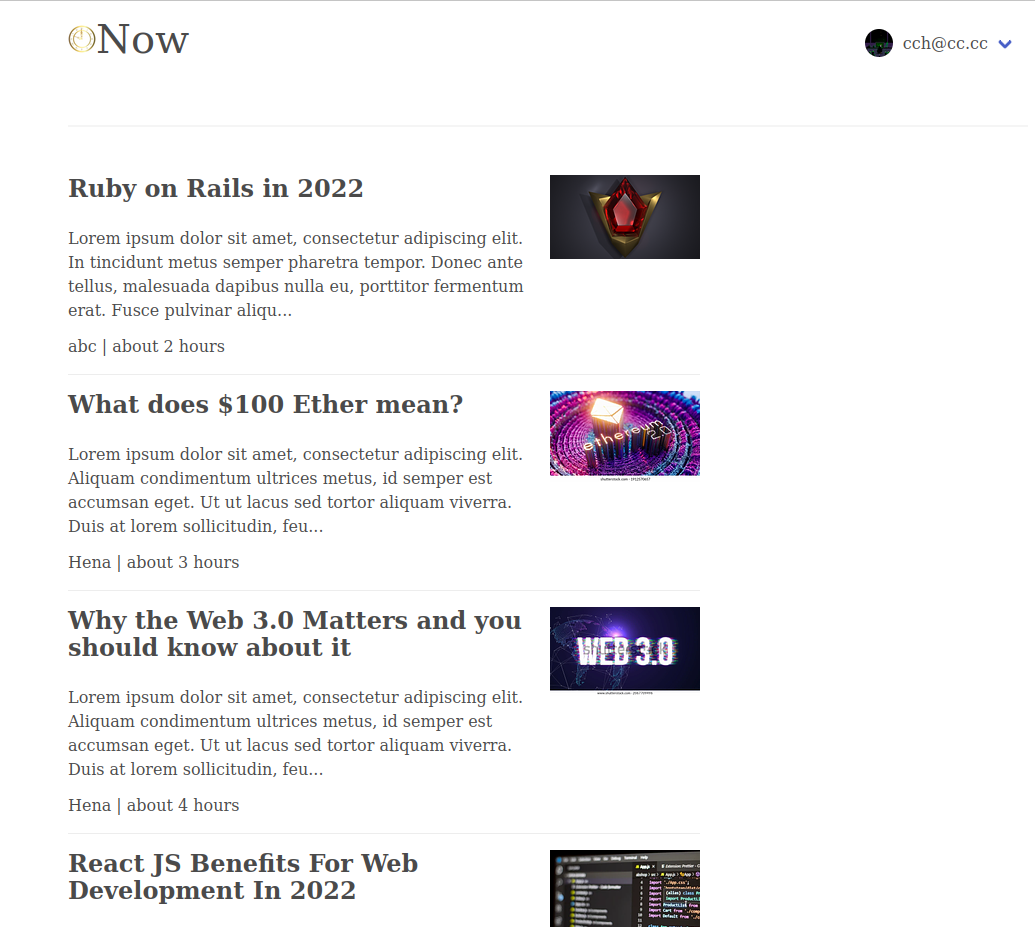 Now
cch@cc.cc
Ruby on Rails in 2022
Lorem ipsum dolor sit amet, consectetur adipiscing elit.
In tincidunt metus semper pharetra tempor. Donec ante
tellus, malesuada dapibus nulla eu, porttitor fermentum
erat. Fusce pulvinar aliqu...
abc | about 2 hours
What does $100 Ether mean?
ethereum
2.0
Lorem ipsum dolor sit amet, consectetur adipiscing elit.
Aliquam condimentum ultrices metus, id semper est
accumsan eget. Ut ut lacus sed tortor aliquam viverra.
Duis at lorem sollicitudin, feu...
Hena | about 3 hours
Why the Web 3.0 Matters and you
should know about it
WEB 3.0
Lorem ipsum dolor sit amet, consectetur adipiscing elit.
Aliquam condimentum ultrices metus, id semper est
accumsan eget. Ut ut lacus sed tortor aliquam viverra.
Duis at lorem sollicitudin, feu...
Hena | about 4 hours
React JS Benefits For Web
Development In 2022